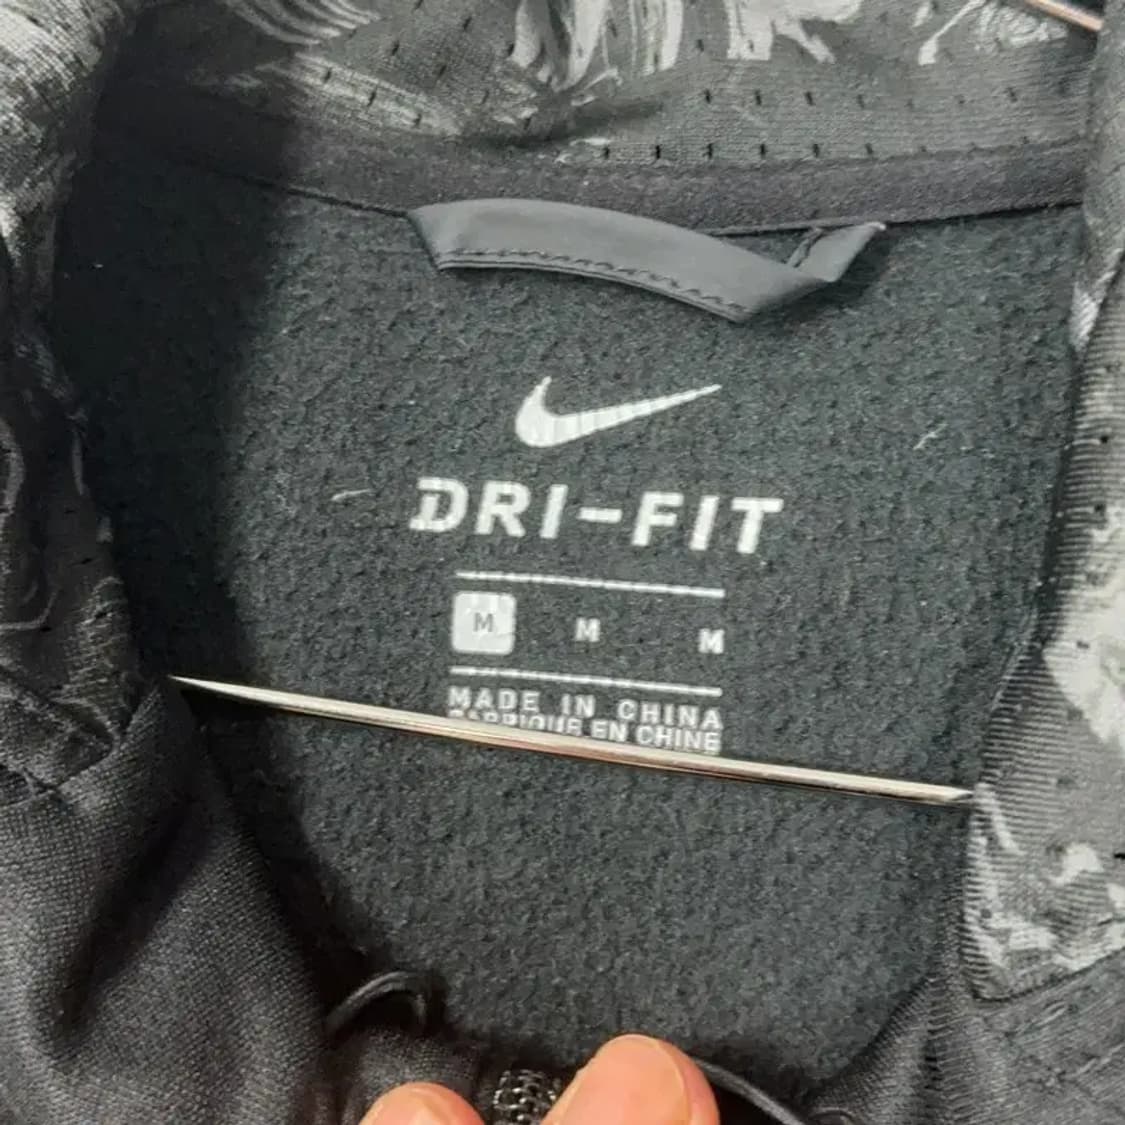 DRI-FIT
M M M
MADE IN CHINA
FABRIQUE EN CHINE